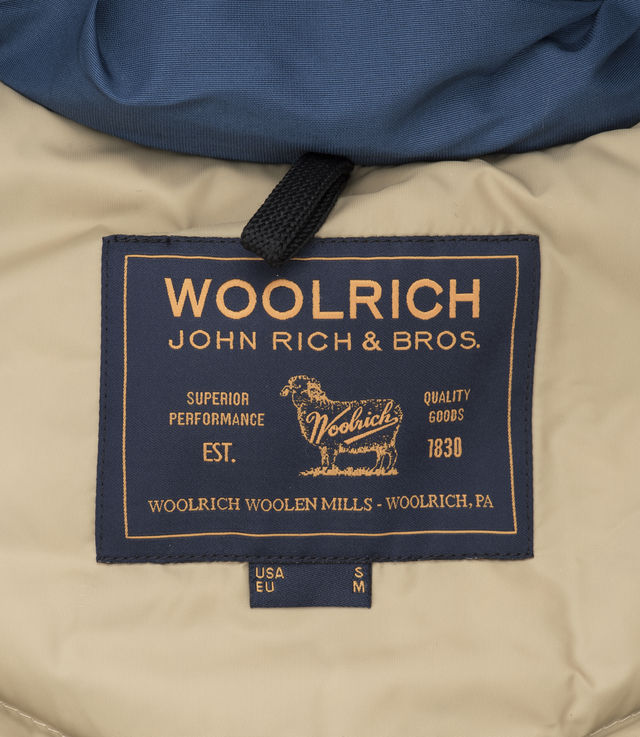 WOOLRICH
JOHN RICH & BROS.
SUPERIOR
PERFORMANCE
EST.
Woolrich
QUALITY
GOODS
1830
WOOLRICH WOOLEN MILLS - WOOLRICH, PA
USA S
EU M